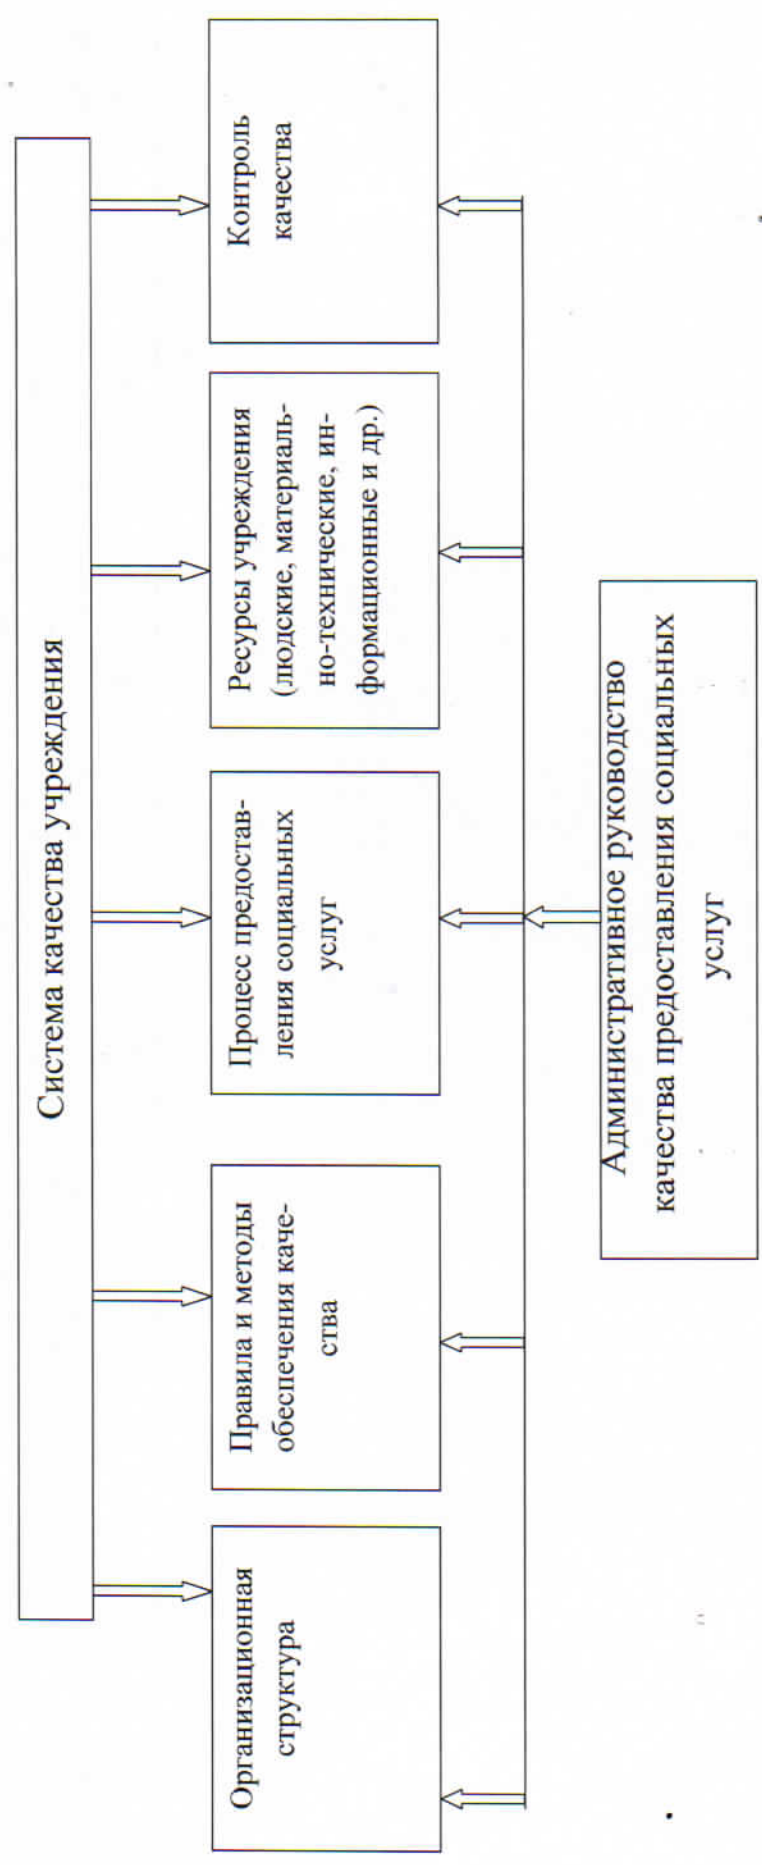 Система качества учреждения
Организационная
структура
Правила и методы
обеспечения каче-
ства
Процесс предостав-
ления социальных
услуг
Ресурсы учреждения
(людские, материаль-
но-технические, ин-
формационные и др.)
Контроль
качества
Административное руководство
качества предоставления социальных
услуг